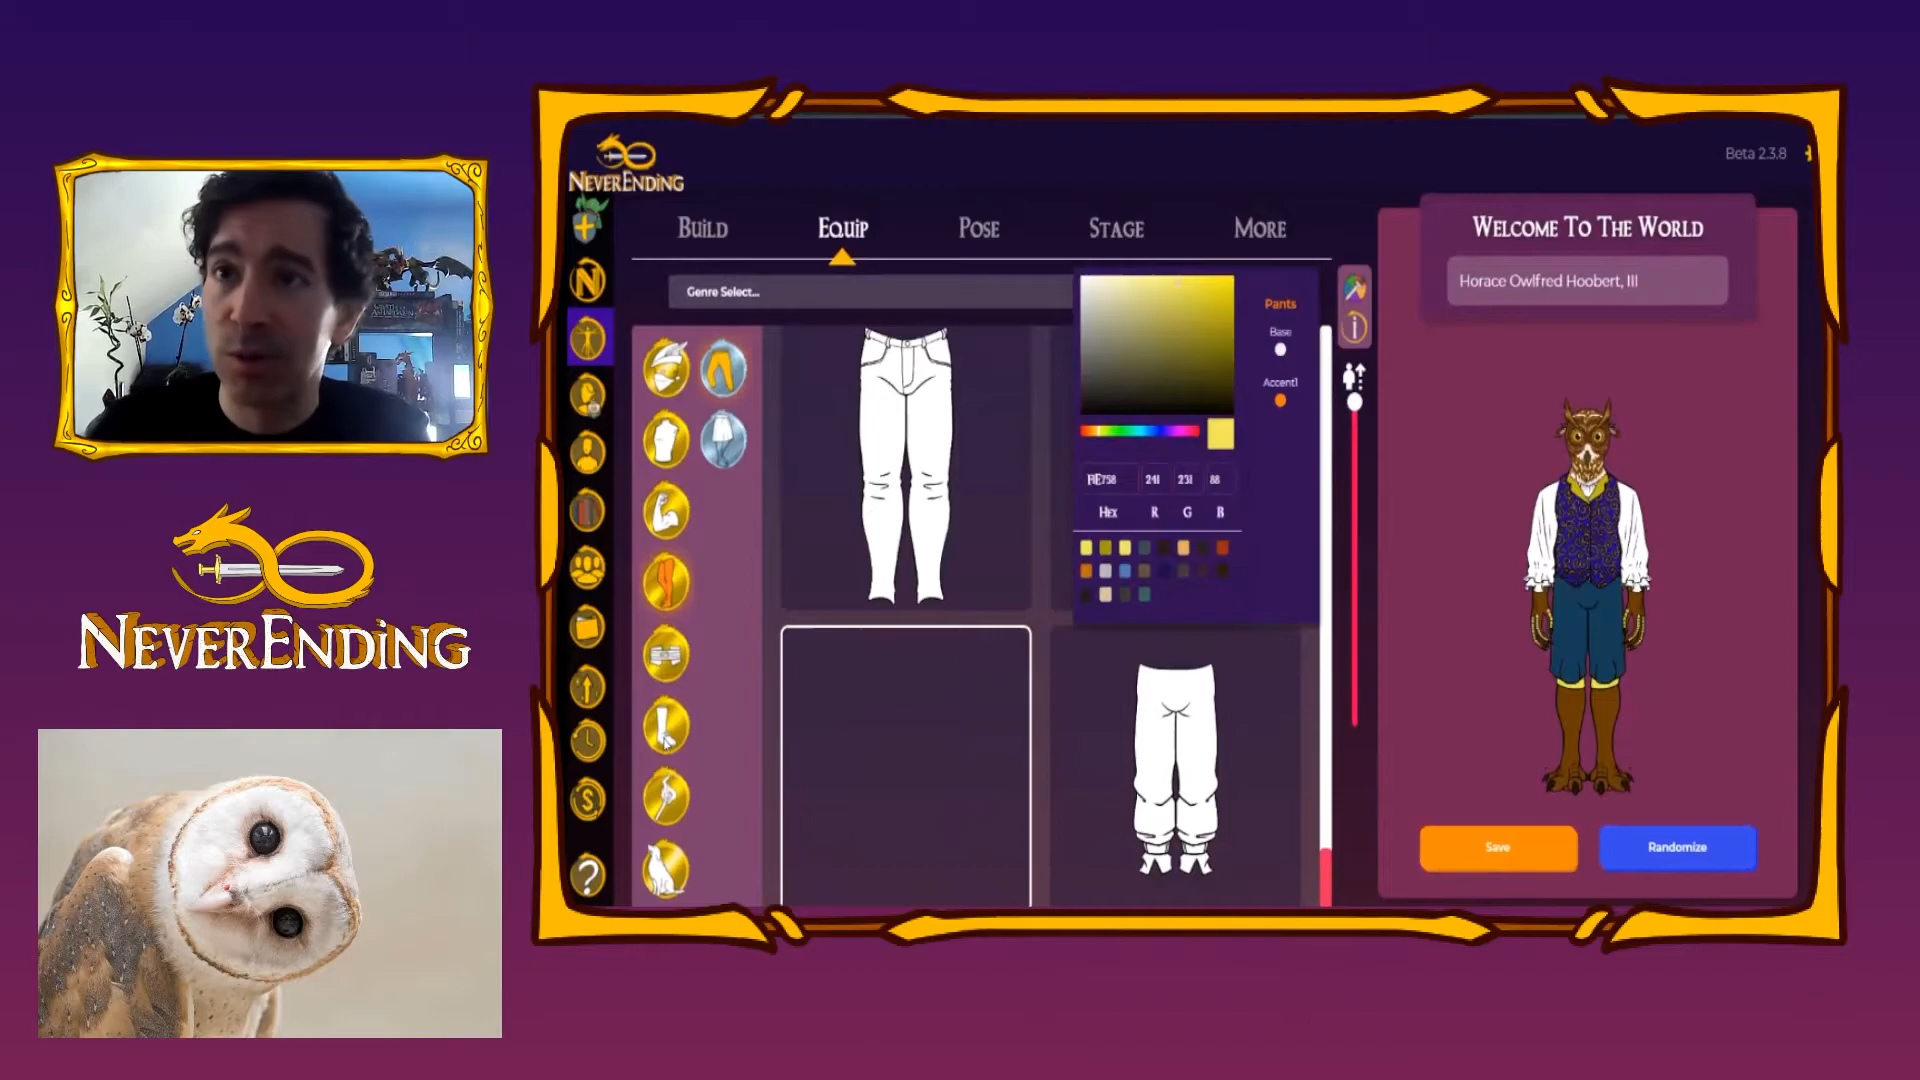 NEVERENDING
Beta 2.3.8
BUILD
EQUIP
POSE
STAGE
MORE
WELCOME TO THE WORLD
Horace Owlfred Hoobert, III
Genre Select...
Pants
Base
Accent1
241
231
88
HEX
R
G
B
Save
Randomize
NEVERENDING